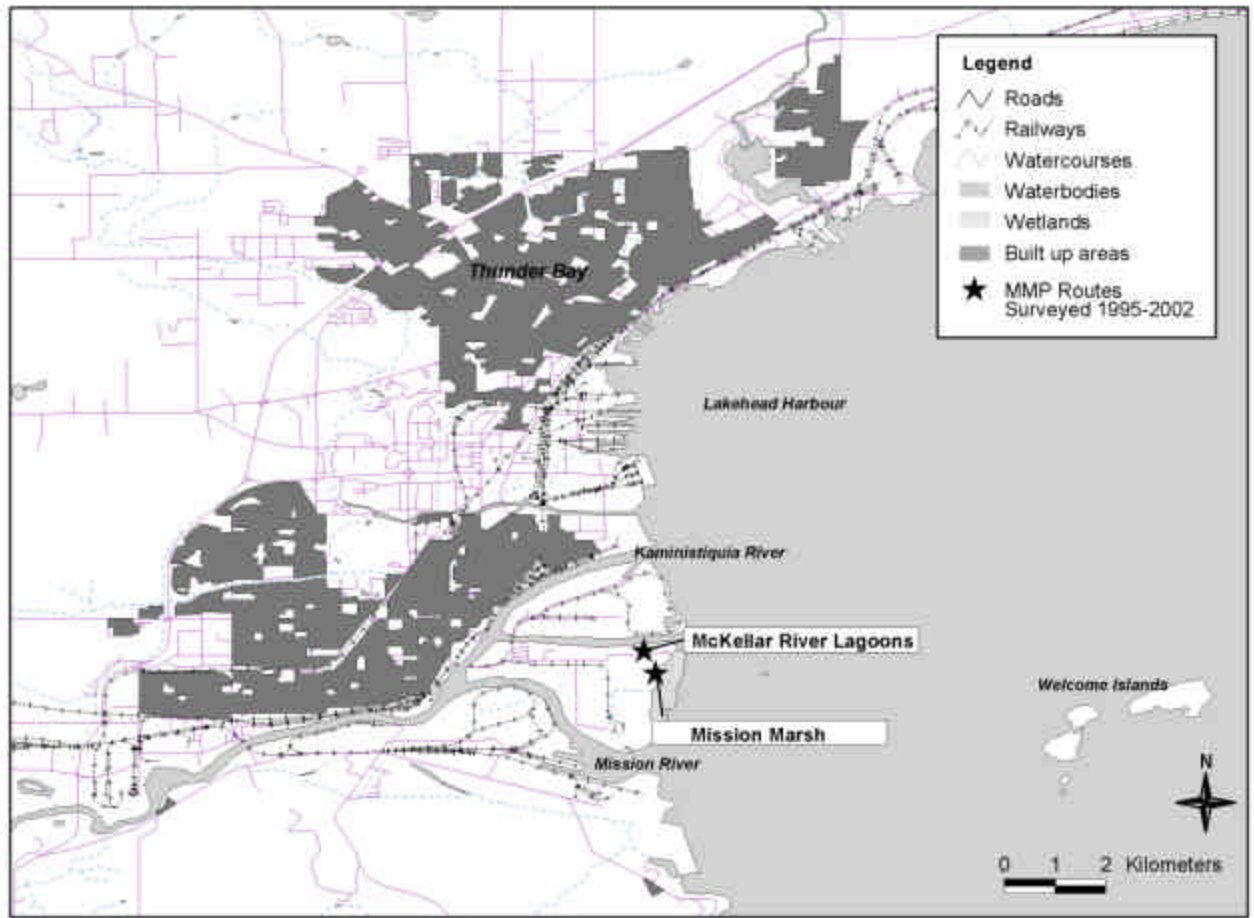 Legend
Roads
Railways
Watercourses
Waterbodies
Wetlands
Built up areas
MMP Routes
Surveyed 1995-2002
Thunder Bay
Lakehead Harbour
Kaministiquia River
McKellar River Lagoons
Welcome Islands
Mission Marsh
Mission River
N
0 1 2 Kilometers